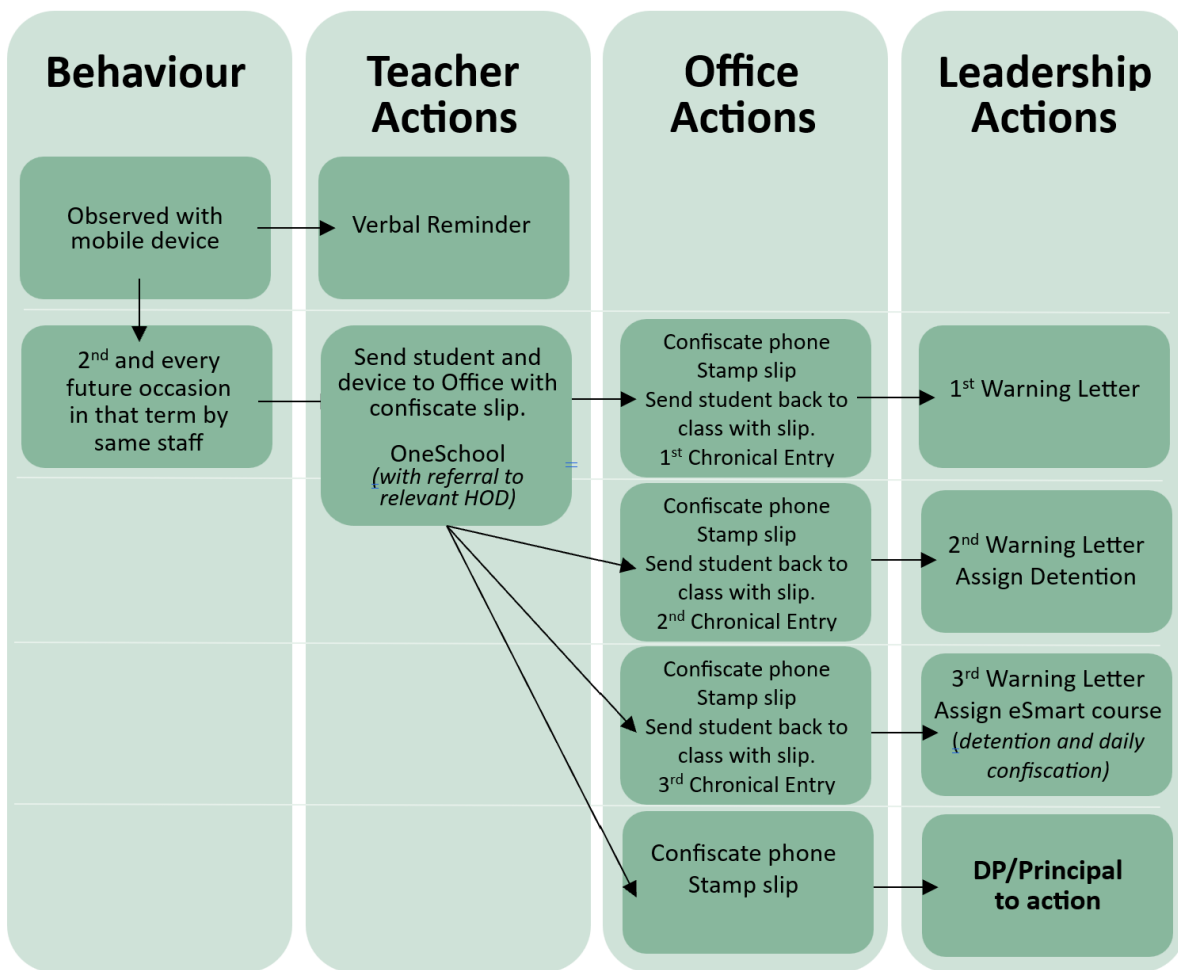 Behaviour
Teacher
Actions
Office
Actions
Leadership
Actions
Observed with
mobile device
Verbal Reminder
2nd and every
future occasion
in that term by
same staff
Send student and
device to Office with
confiscate slip.
OneSchool
(with referral to
relevant HOD)
=
Confiscate phone
Stamp slip
Send student back to
class with slip.
1st Chronical Entry
1st Warning Letter
Confiscate phone
Stamp slip
Send student back to
class with slip.
2nd Chronical Entry
2nd Warning Letter
Assign Detention
Confiscate phone
Stamp slip
Send student back to
class with slip.
3rd Chronical Entry
3rd Warning Letter
Assign eSmart course
(detention and daily
confiscation)
Confiscate phone
Stamp slip
DP/Principal
to action